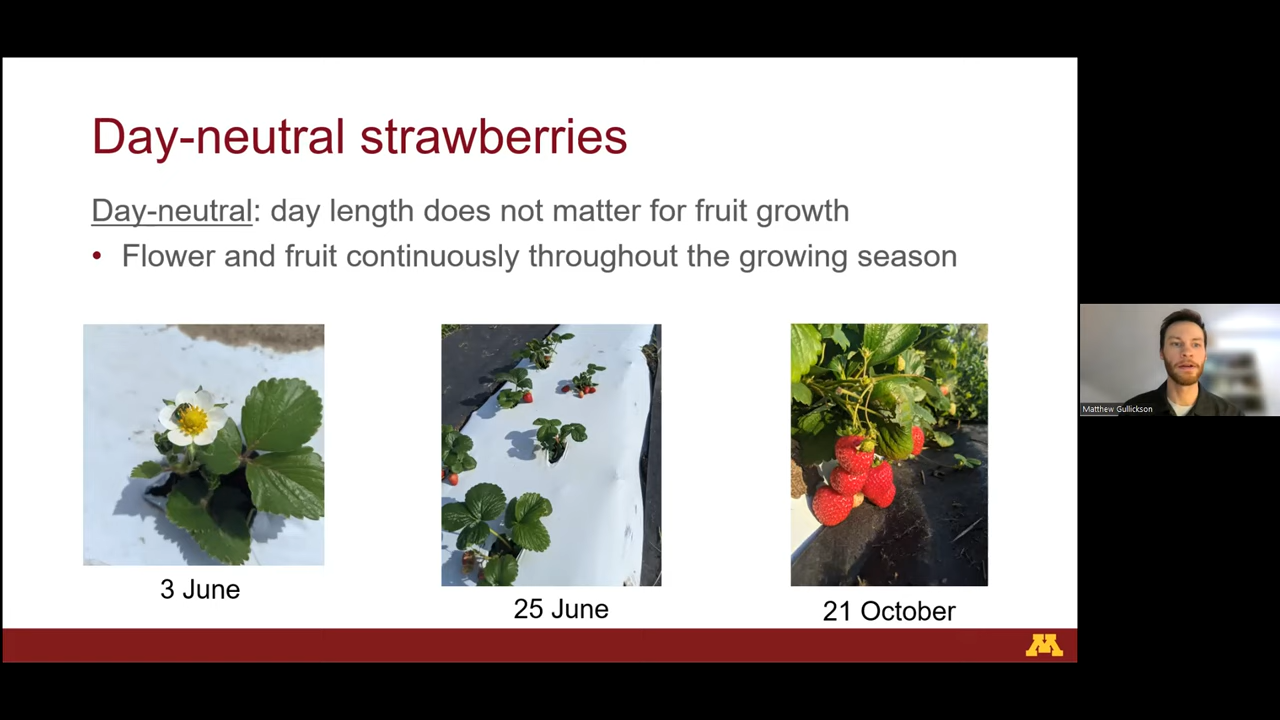 Day-neutral strawberries
Day-neutral: day length does not matter for fruit growth
• Flower and fruit continuously throughout the growing season
3 June
25 June
21 October
M
Matthew Gullickson